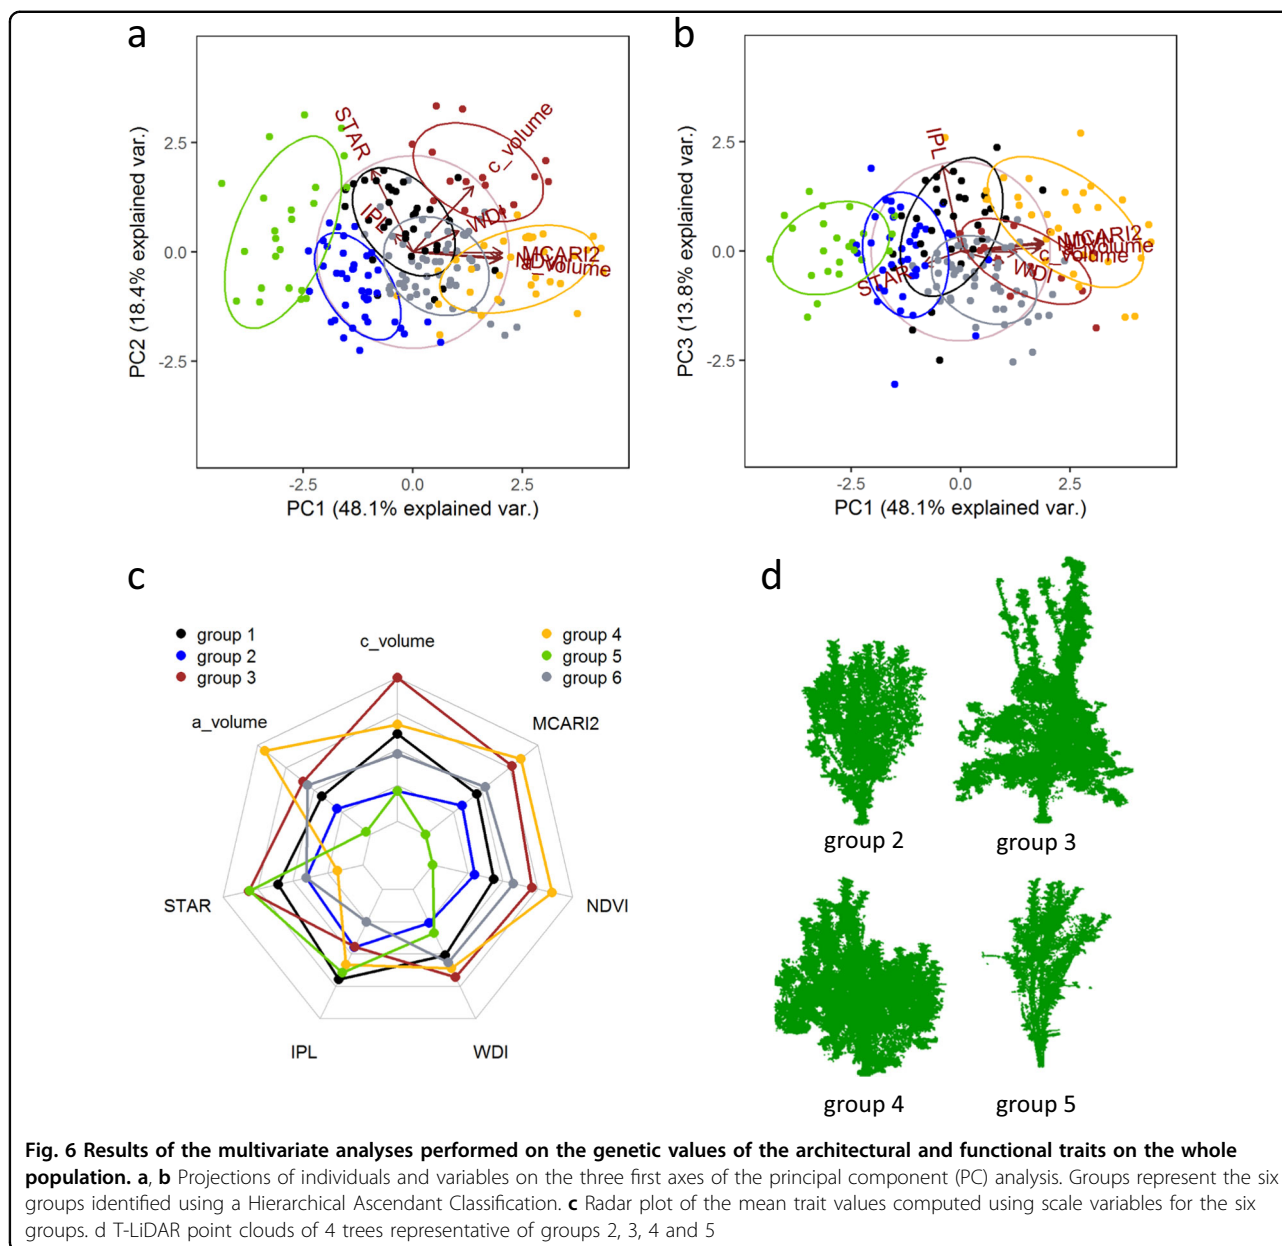 a
b
2.5
0.0
-2.5
PC2 (18.4% explained var.)
STAR
c_volume
IPL
WDI
MCARI2
NDVI
a_volume
-2.5 0.0 2.5
PC1 (48.1% explained var.)
2.5
0.0
-2.5
PC3 (13.8% explained var.)
IPL
MCARI2
NDVI
a_volume
c_volume
WDI
STAR
-2.5 0.0 2.5
PC1 (48.1% explained var.)
c
d
group 1
group 2
group 3
group 4
group 5
group 6
c_volume
a_volume
MCARI2
STAR
NDVI
IPL
WDI
group 2
group 3
group 4
group 5
Fig. 6 Results of the multivariate analyses performed on the genetic values of the architectural and functional traits on the whole
population. a, b Projections of individuals and variables on the three first axes of the principal component (PC) analysis. Groups represent the six
groups identified using a Hierarchical Ascendant Classification. c Radar plot of the mean trait values computed using scale variables for the six
groups. d T-LiDAR point clouds of 4 trees representative of groups 2, 3, 4 and 5